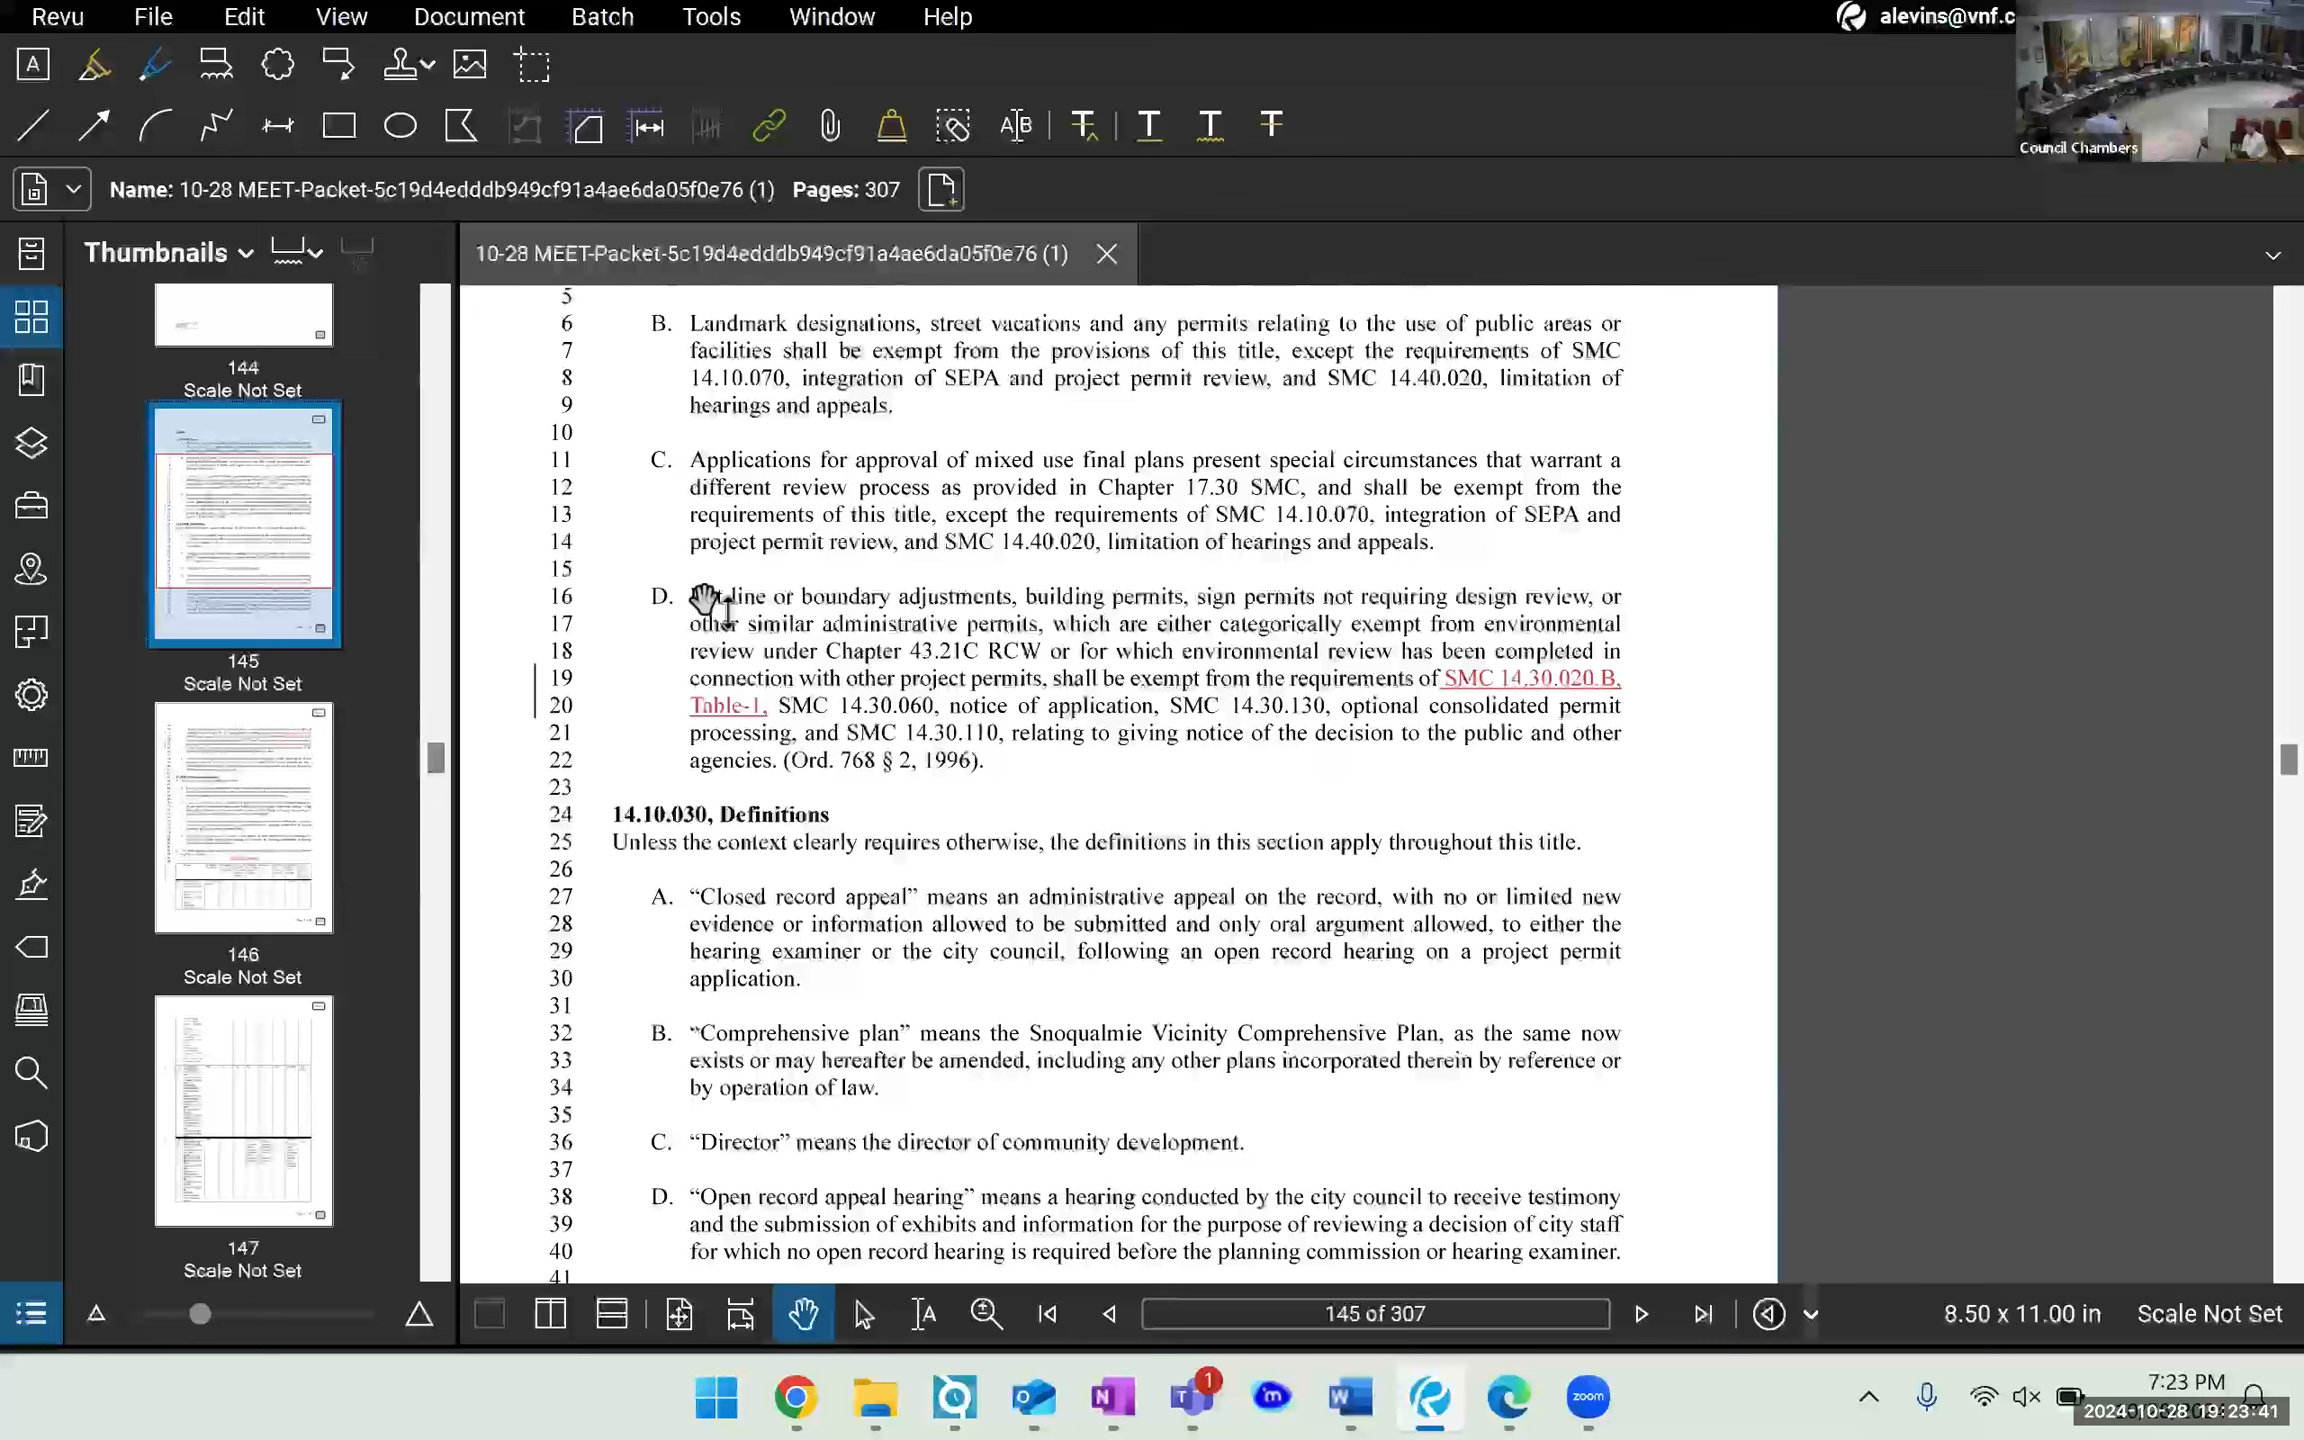 Revu File Edit View Document Batch Tools Window Help
alevins@vnf.c
Council Chambers
Name: 10-28 MEET-Packet-5c19d4edddb949cf91a4ae6da05f0e76 (1) Pages: 307
Thumbnails
10-28 MEET-Packet-5c19d4edddb949cf91a4ae6da05f0e76 (1)
144
Scale Not Set
145
Scale Not Set
146
Scale Not Set
147
Scale Not Set
5
6 B. Landmark designations, street vacations and any permits relating to the use of public areas or
7 facilities shall be exempt from the provisions of this title, except the requirements of SMC
8 14.10.070, integration of SEPA and project permit review, and SMC 14.40.020, limitation of
9 hearings and appeals.
10
11 C. Applications for approval of mixed use final plans present special circumstances that warrant a
12 different review process as provided in Chapter 17.30 SMC, and shall be exempt from the
13 requirements of this title, except the requirements of SMC 14.10.070, integration of SEPA and
14 project permit review, and SMC 14.40.020, limitation of hearings and appeals.
15
16 D. line or boundary adjustments, building permits, sign permits not requiring design review, or
17 other similar administrative permits, which are either categorically exempt from environmental
18 review under Chapter 43.21C RCW or for which environmental review has been completed in
19 connection with other project permits, shall be exempt from the requirements of SMC 14.30.020.B,
20 Table-1, SMC 14.30.060, notice of application, SMC 14.30.130, optional consolidated permit
21 processing, and SMC 14.30.110, relating to giving notice of the decision to the public and other
22 agencies. (Ord. 768 § 2, 1996).
23
24 14.10.030, Definitions
25 Unless the context clearly requires otherwise, the definitions in this section apply throughout this title.
26
27 A. “Closed record appeal” means an administrative appeal on the record, with no or limited new
28 evidence or information allowed to be submitted and only oral argument allowed, to either the
29 hearing examiner or the city council, following an open record hearing on a project permit
30 application.
31
32 B. “Comprehensive plan” means the Snoqualmie Vicinity Comprehensive Plan, as the same now
33 exists or may hereafter be amended, including any other plans incorporated therein by reference or
34 by operation of law.
35
36 C. “Director” means the director of community development.
37
38 D. “Open record appeal hearing” means a hearing conducted by the city council to receive testimony
39 and the submission of exhibits and information for the purpose of reviewing a decision of city staff
40 for which no open record hearing is required before the planning commission or hearing examiner.
41
145 of 307
8.50 x 11.00 in Scale Not Set
1
zoom
7:23 PM
2024-10-28 19:23:41